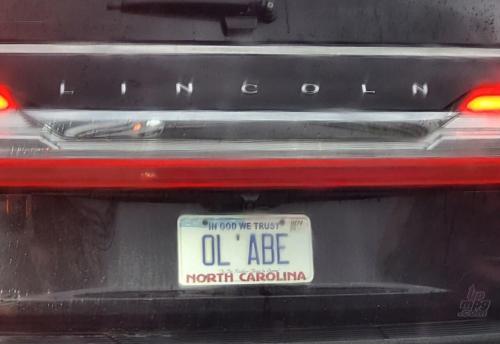 LINCOLN
IN GOD WE TRUST
OL 'ABE
NORTH CAROLINA